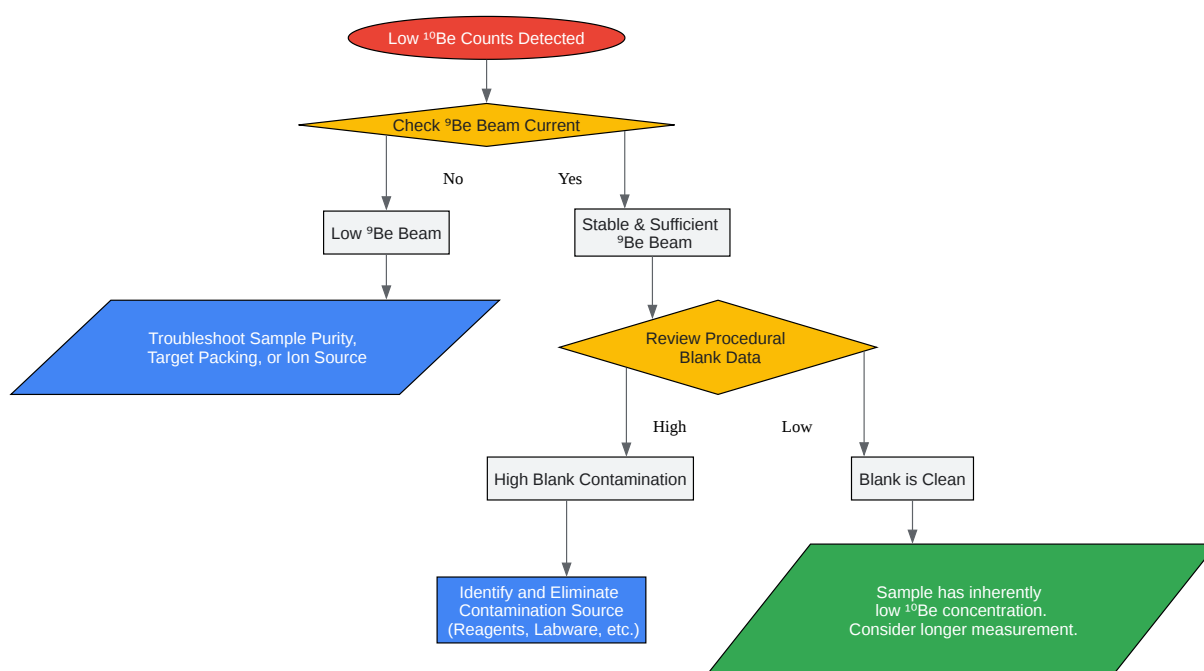 Low ¹⁰Be Counts Detected
Check ⁹Be Beam Current
No
Yes
Low ⁹Be Beam
Stable & Sufficient
⁹Be Beam
Troubleshoot Sample Purity,
Target Packing, or Ion Source
Review Procedural
Blank Data
High
Low
High Blank Contamination
Blank is Clean
Identify and Eliminate
Contamination Source
(Reagents, Labware, etc.)
Sample has inherently
low ¹⁰Be concentration.
Consider longer measurement.